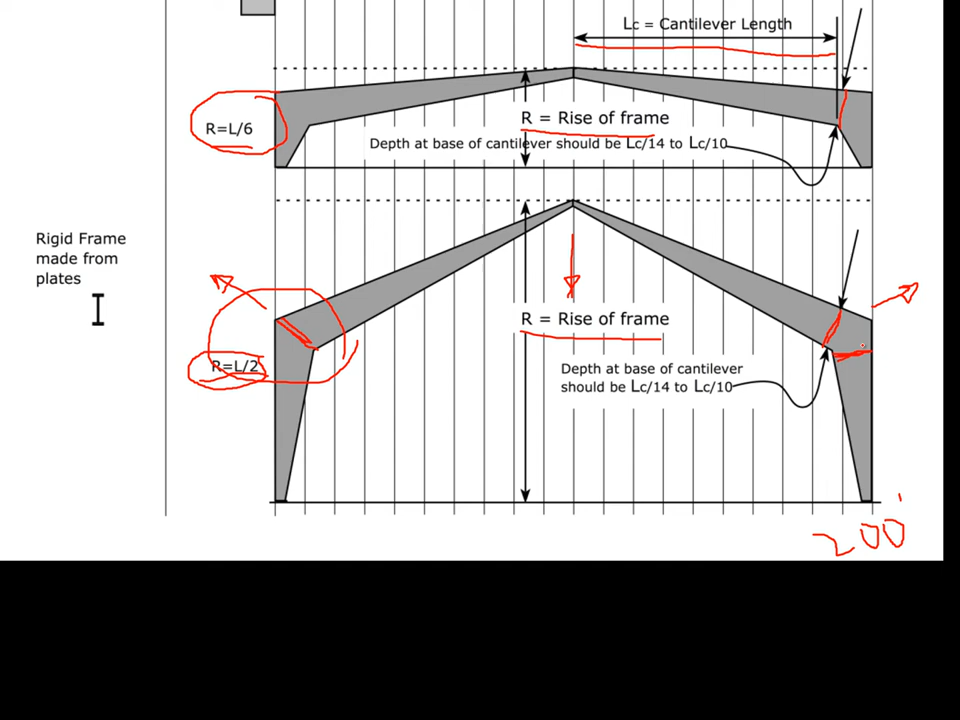 Lc = Cantilever Length
R=L/6
R = Rise of frame
Depth at base of cantilever should be Lc/14 to Lc/10
Rigid Frame
made from
plates
R = Rise of frame
R=L/2
Depth at base of cantilever
should be Lc/14 to Lc/10
200'